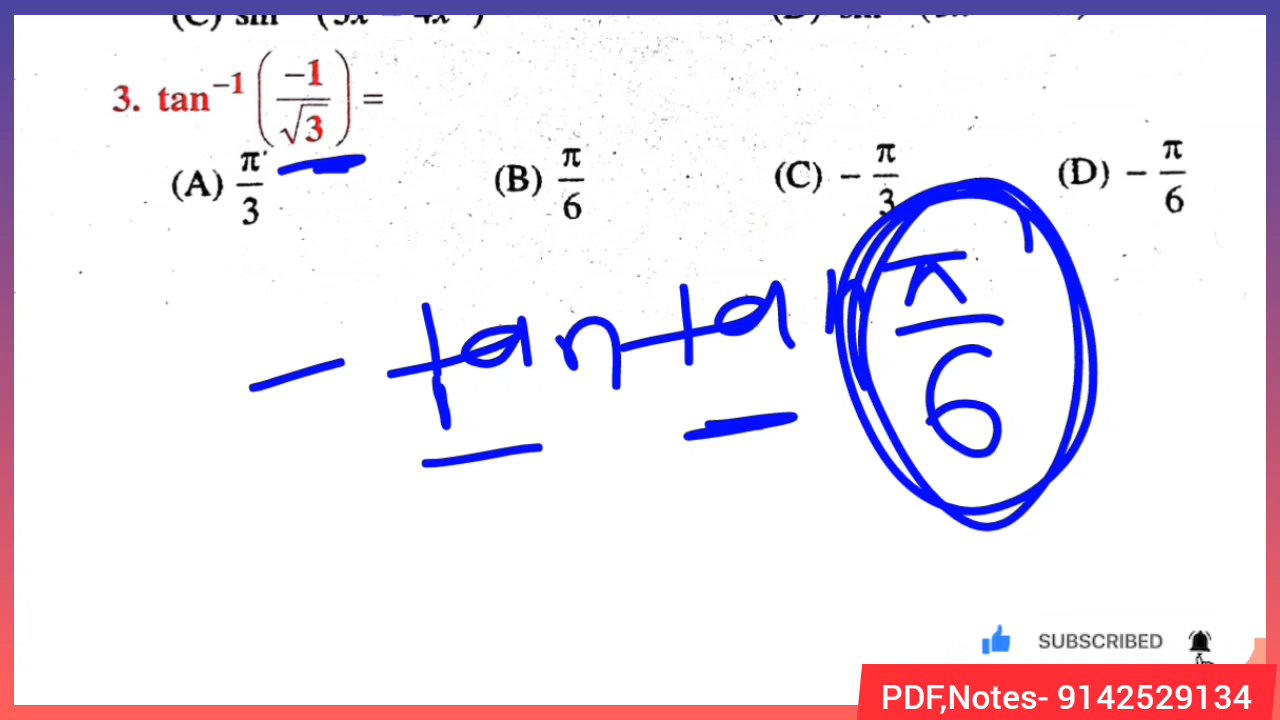 3. tan⁻¹ (−1/√3) =
(A) π/3 (B) π/6 (C) − π/3 (D) − π/6
− tan tan π/6
SUBSCRIBED
PDF,Notes- 9142529134